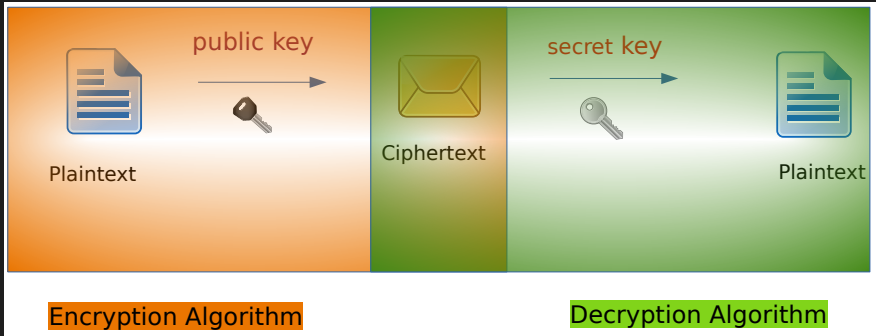 public key
secret key
Ciphertext
Plaintext
Plaintext
Encryption Algorithm
Decryption Algorithm